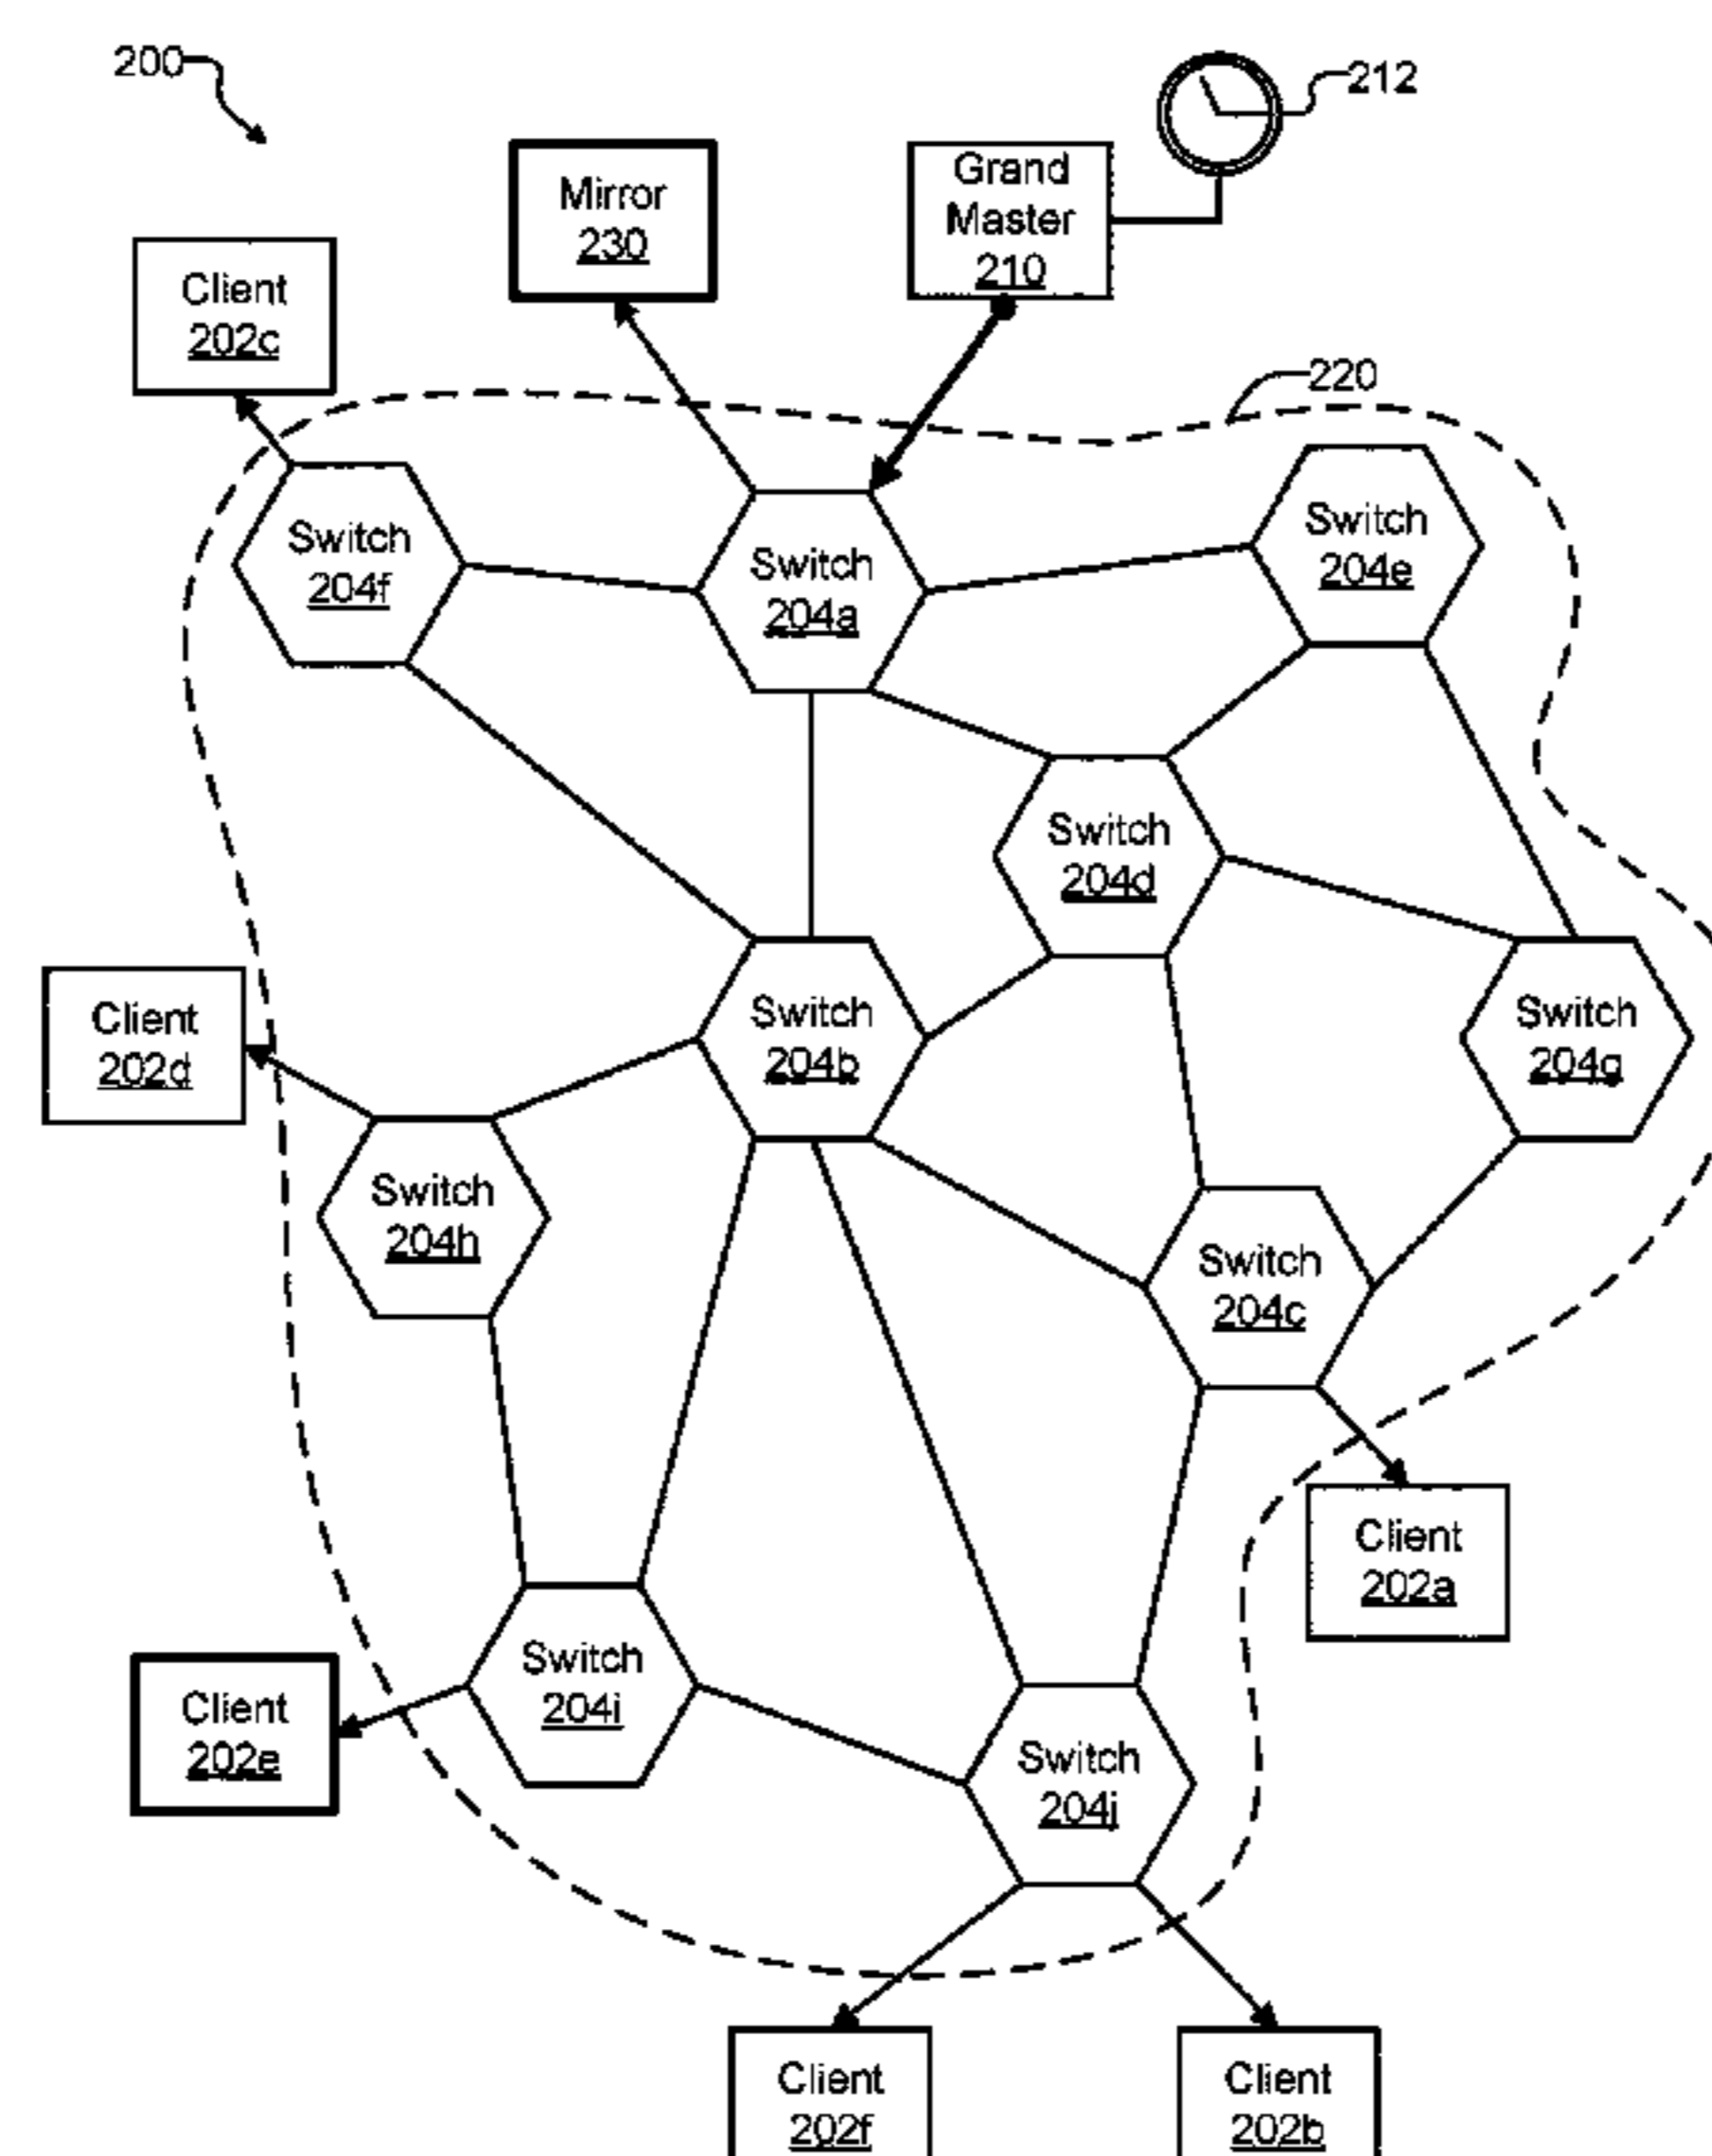 200
212
Mirror
230
Grand
Master
210
Client
202c
220
Switch
204f
Switch
204a
Switch
204e
Switch
204d
Client
202d
Switch
204b
Switch
204g
Switch
204h
Switch
204c
Client
202a
Switch
204i
Client
202e
Switch
204j
Client
202f
Client
202b